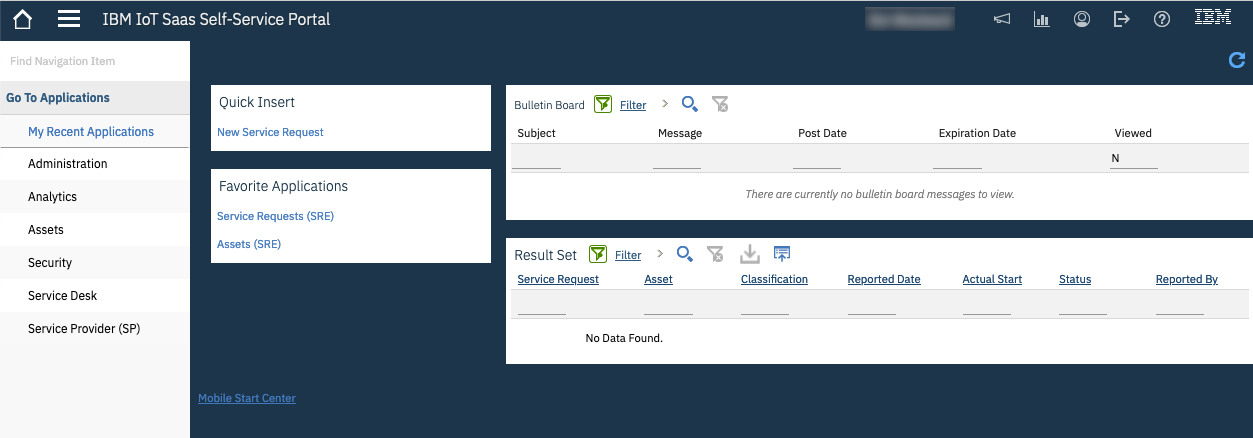 IBM IoT Saas Self-Service Portal
IBM
Find Navigation Item
Go To Applications
My Recent Applications
Administration
Analytics
Assets
Security
Service Desk
Service Provider (SP)
Quick Insert
New Service Request
Favorite Applications
Service Requests (SRE)
Assets (SRE)
Bulletin Board Filter
Subject Message Post Date Expiration Date Viewed
N
There are currently no bulletin board messages to view.
Result Set Filter
Service Request Asset Classification Reported Date Actual Start Status Reported By
No Data Found.
Mobile Start Center